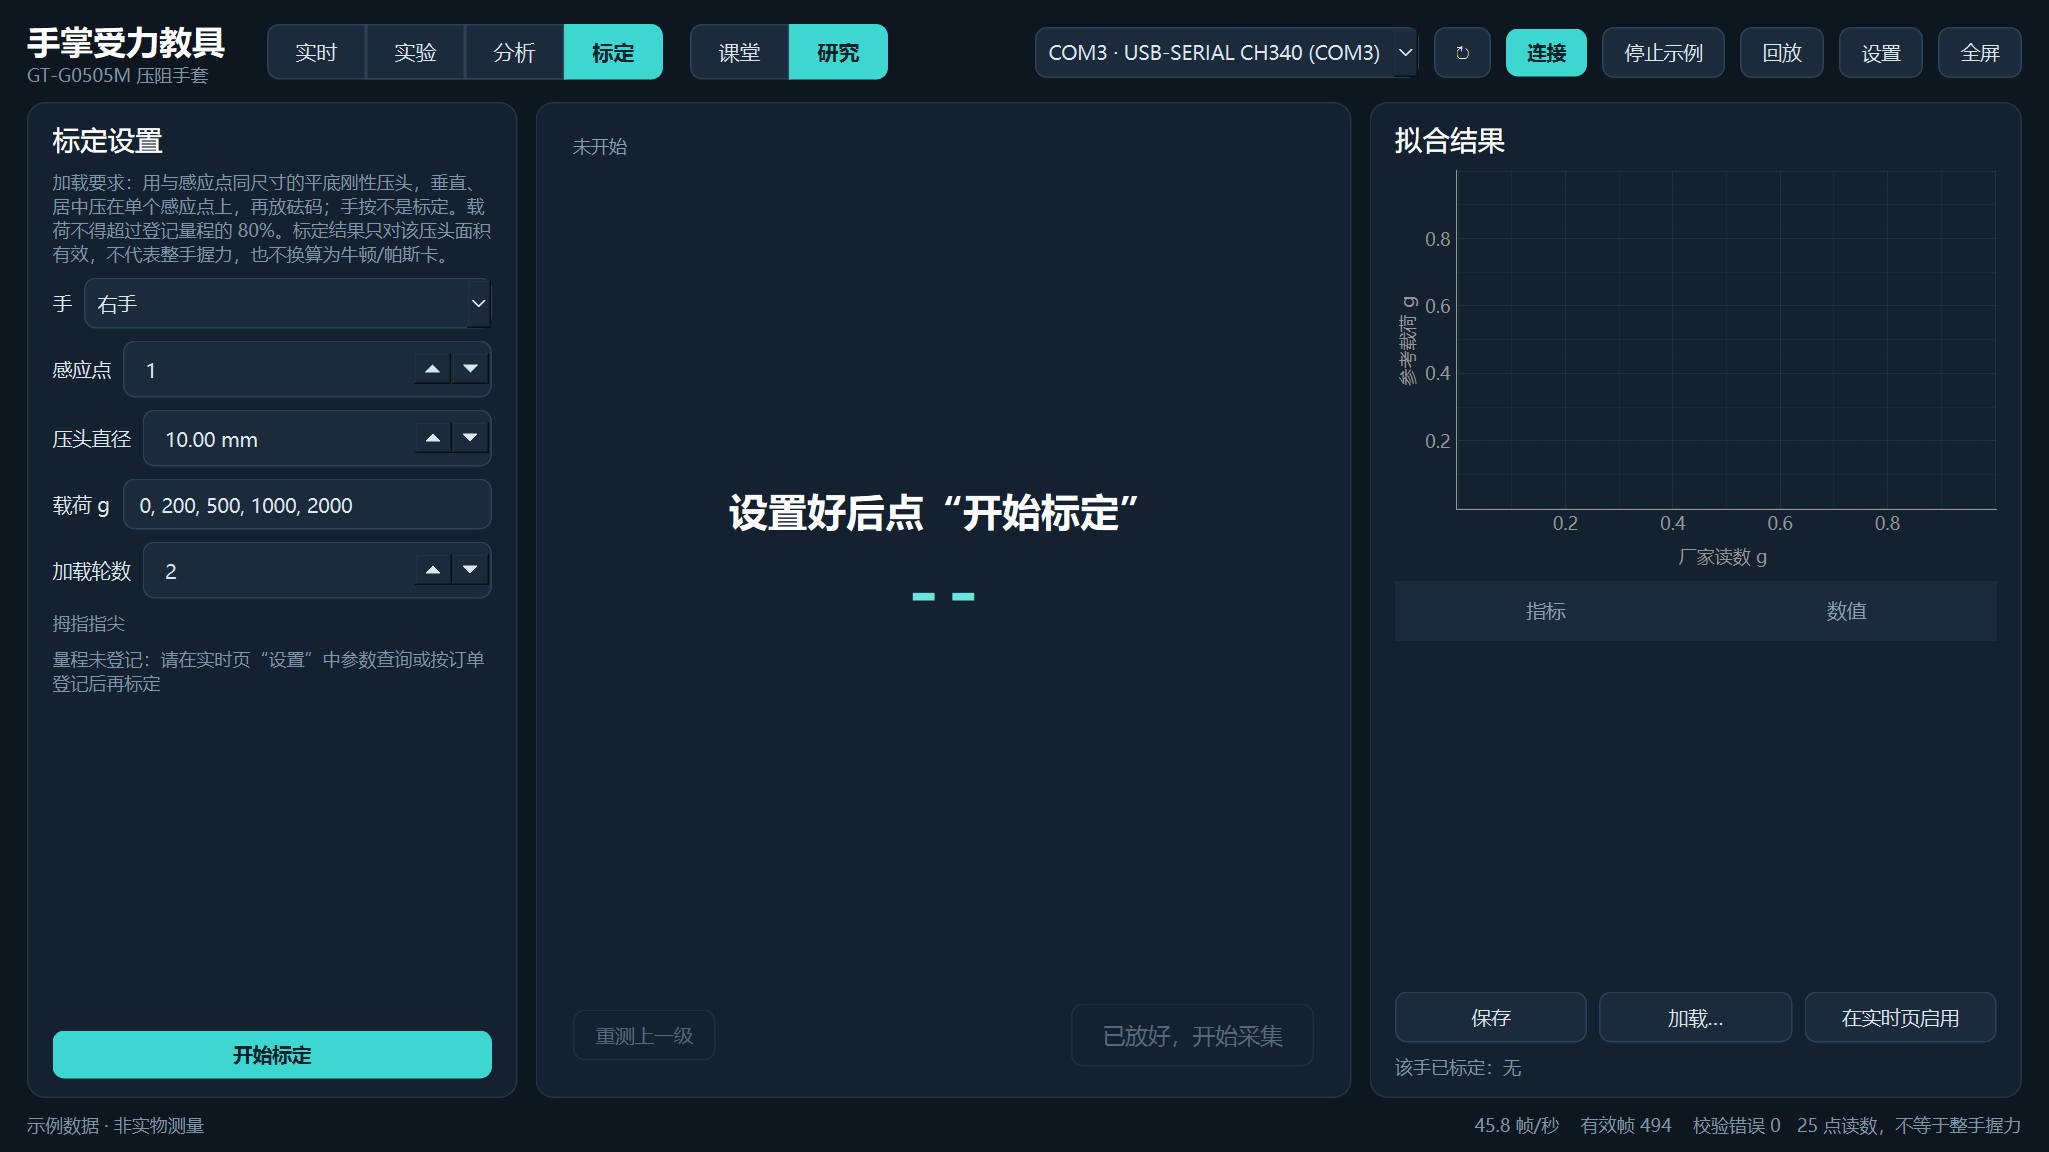 手掌受力教具
GT-G0505M 压阻手套
实时
实验
分析
标定
课堂
研究
COM3 · USB-SERIAL CH340 (COM3)
连接
停止示例
回放
设置
全屏
标定设置
加载要求：用与感应点同尺寸的平底刚性压头，垂直、
居中压在单个感应点上，再放砝码；手按不是标定。载
荷不得超过登记量程的 80%。标定结果只对该压头面积
有效，不代表整手握力，也不换算为牛顿/帕斯卡。
手 右手
感应点 1
压头直径 10.00 mm
载荷 g 0, 200, 500, 1000, 2000
加载轮数 2
拇指指尖
量程未登记：请在实时页“设置”中参数查询或按订单
登记后再标定
开始标定
未开始
设置好后点“开始标定”
--
重测上一级
已放好，开始采集
拟合结果
参考载荷 g
0.8
0.6
0.4
0.2
0.2 0.4 0.6 0.8
厂家读数 g
指标 数值
保存
加载...
在实时页启用
该手已标定：无
示例数据 · 非实物测量
45.8 帧/秒 有效帧 494 校验错误 0 25 点读数，不等于整手握力